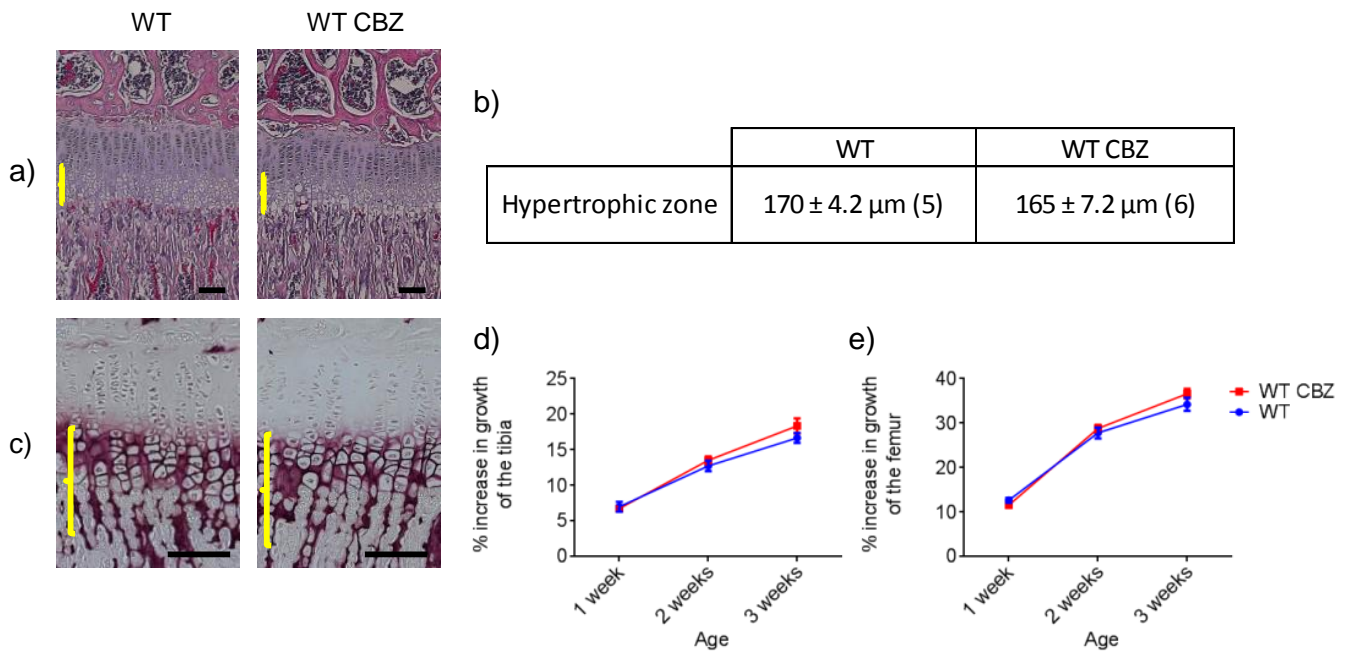 WT
WT CBZ
a)
b)
WT
WT CBZ
Hypertrophic zone
170 ± 4.2 µm (5)
165 ± 7.2 µm (6)
c)
d)
% increase in growth
of the tibia
25
20
15
10
5
0
1 week
2 weeks
3 weeks
Age
e)
% increase in growth
of the femur
40
30
20
10
0
1 week
2 weeks
3 weeks
Age
WT CBZ
WT